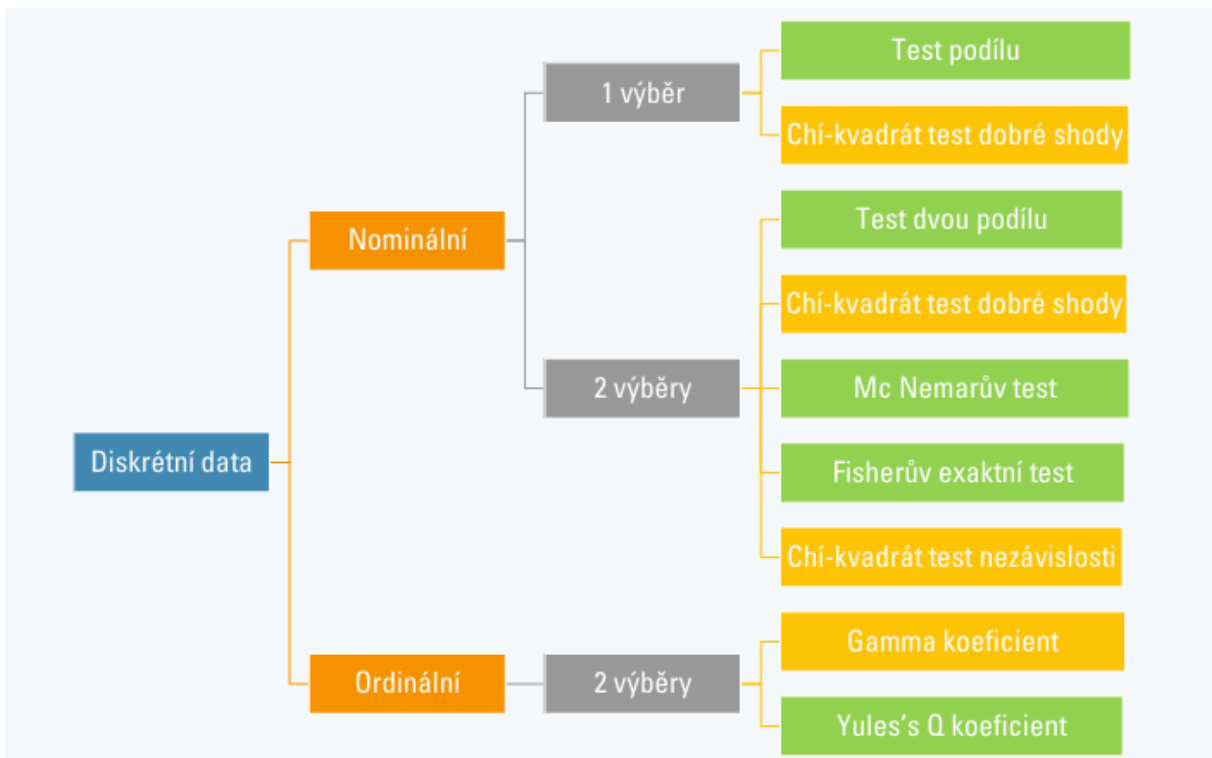 Test podílu
1 výběr
Chí-kvadrát test dobré shody
Nominální
Test dvou podílu
Chí-kvadrát test dobré shody
2 výběry
Mc Nemarův test
Diskrétní data
Fisherův exaktní test
Chí-kvadrát test nezávislosti
Gamma koeficient
Ordinální
2 výběry
Yules's Q koeficient